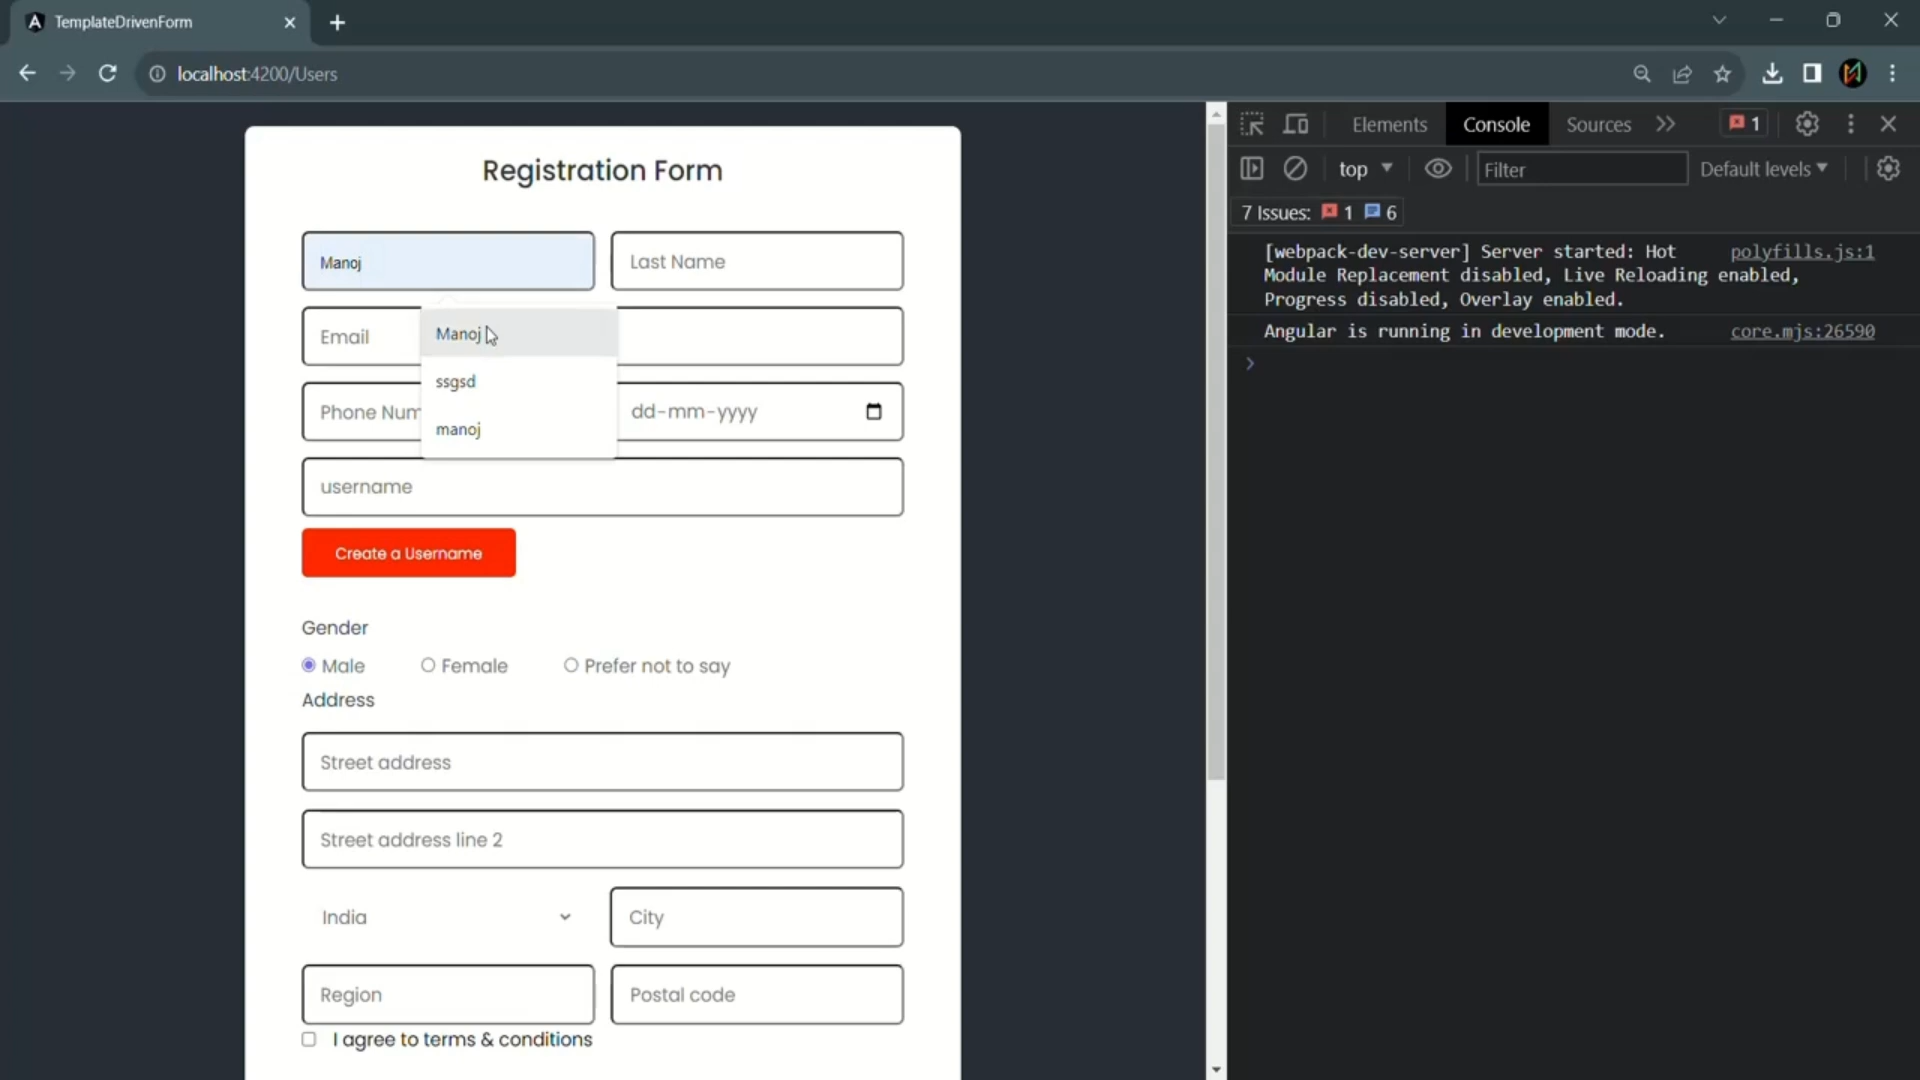 TemplateDrivenForm
localhost:4200/Users
Registration Form
Manoj
Last Name
Email
Manoj
ssgsd
manoj
Phone Num
dd-mm-yyyy
username
Create a Username
Gender
Male
Female
Prefer not to say
Address
Street address
Street address line 2
India
City
Region
Postal code
I agree to terms & conditions
Elements
Console
Sources
1
top
Filter
Default levels
7 Issues: 1 6
[webpack-dev-server] Server started: Hot polyfills.js:1
Module Replacement disabled, Live Reloading enabled,
Progress disabled, Overlay enabled.
Angular is running in development mode. core.mjs:26590